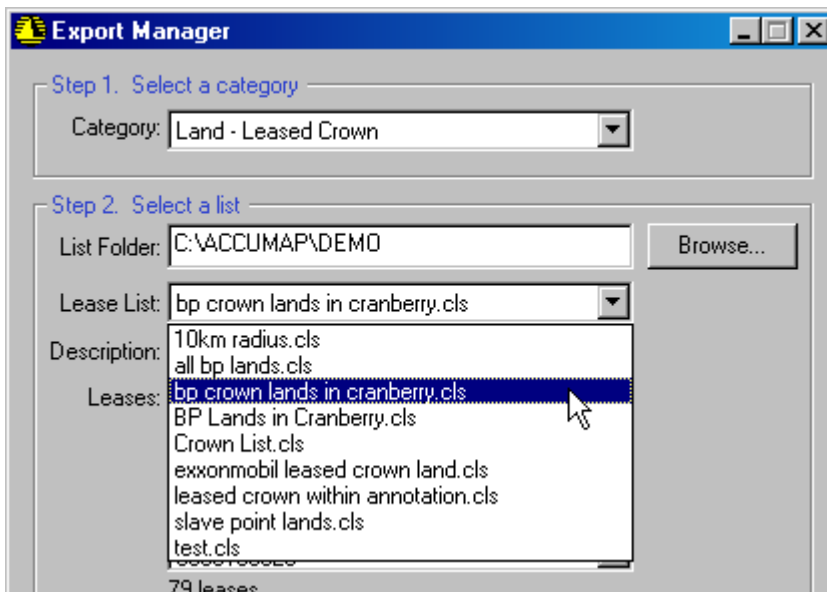 Export Manager
Step 1. Select a category
Category: Land - Leased Crown
Step 2. Select a list
List Folder: C:\ACCUMAP\DEMO Browse...
Lease List: bp crown lands in cranberry.cls
Description: 10km radius.cls
all bp lands.cls
Leases: bp crown lands in cranberry.cls
BP Lands in Cranberry.cls
Crown List.cls
exxonmobil leased crown land.cls
leased crown within annotation.cls
slave point lands.cls
test.cls
79 leases